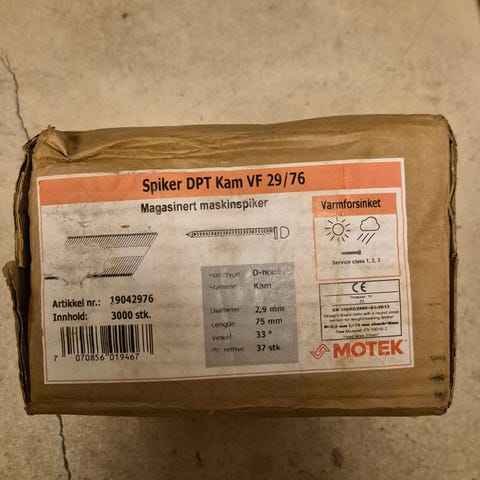 Spiker DPT Kam VF 29/76
Magasinert maskinspiker
Varmforsinket
Service class 1, 2, 3
Hodetype: D-hode
Stamme: Kam
Diameter: 2,9 mm
Lengde: 75 mm
Vinkel: 33 °
Pr. remse: 37 stk.
Artikkel nr.: 19042976
Innhold: 3000 stk.
7 070856 019467
CE
MOTEK